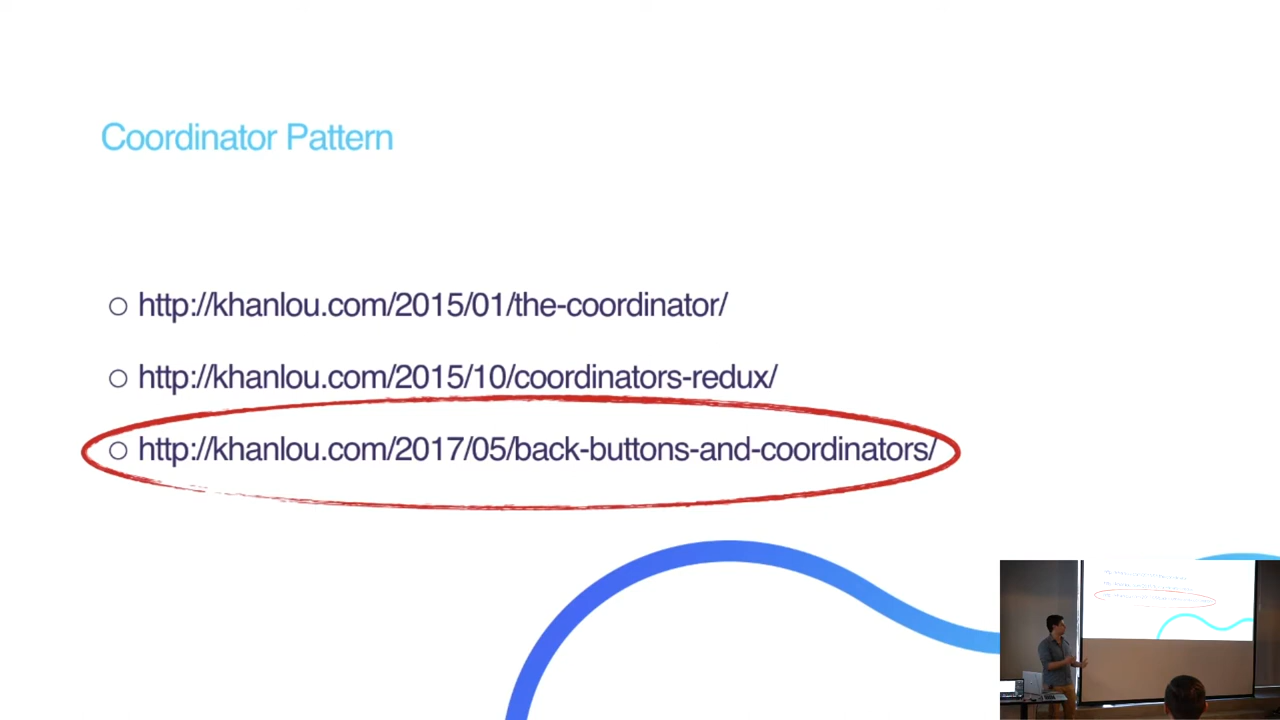 Coordinator Pattern
http://khanlou.com/2015/01/the-coordinator/
http://khanlou.com/2015/10/coordinators-redux/
http://khanlou.com/2017/05/back-buttons-and-coordinators/